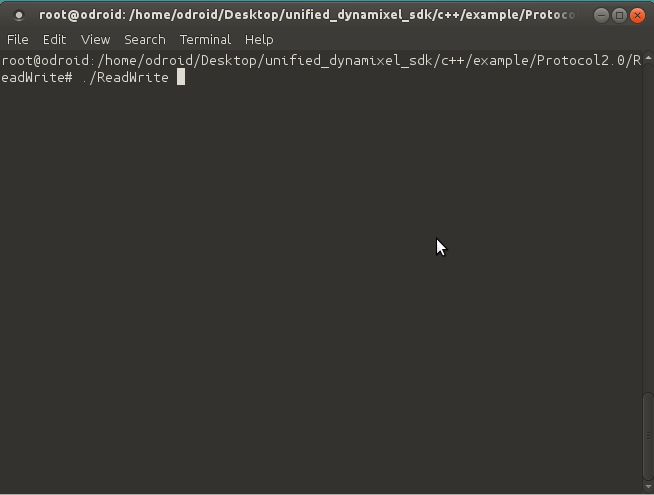 root@odroid: /home/odroid/Desktop/unified_dynamixel_sdk/c++/example/Protoco
File Edit View Search Terminal Help
root@odroid:/home/odroid/Desktop/unified_dynamixel_sdk/c++/example/Protocol2.0/R
eadWrite# ./ReadWrite